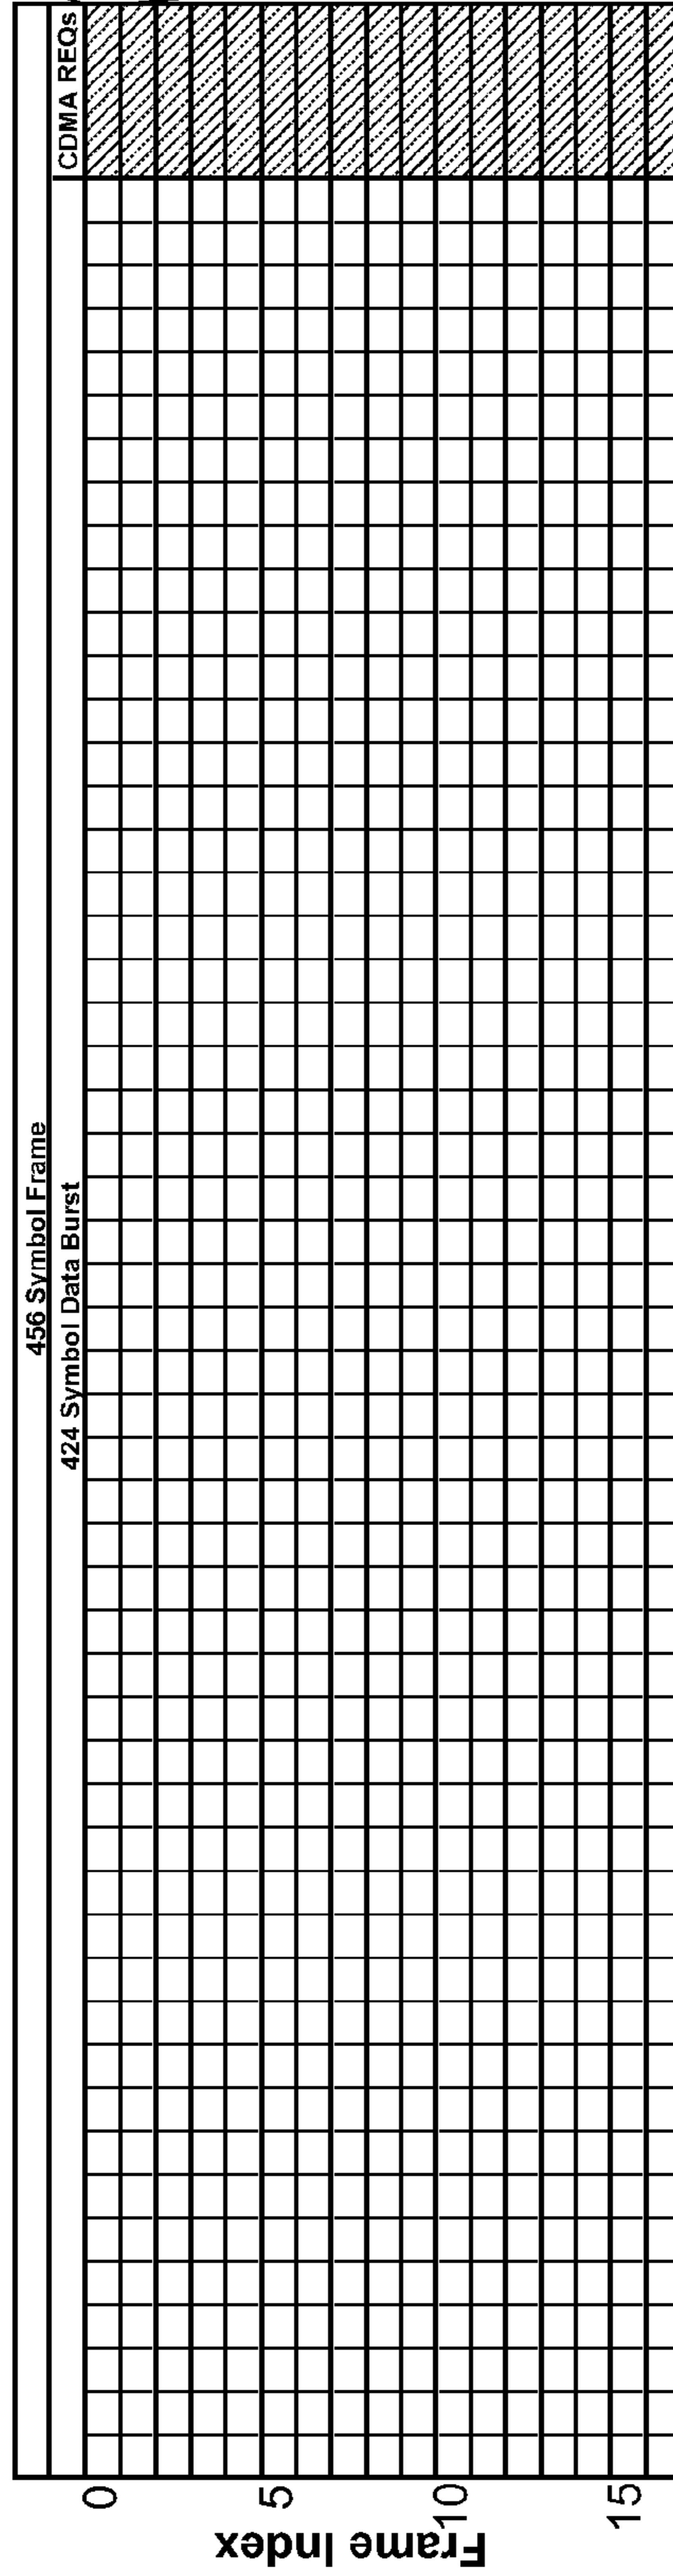 456 Symbol Frame
424 Symbol Data Burst
CDMA REQs
0
5
10
15
Frame Index